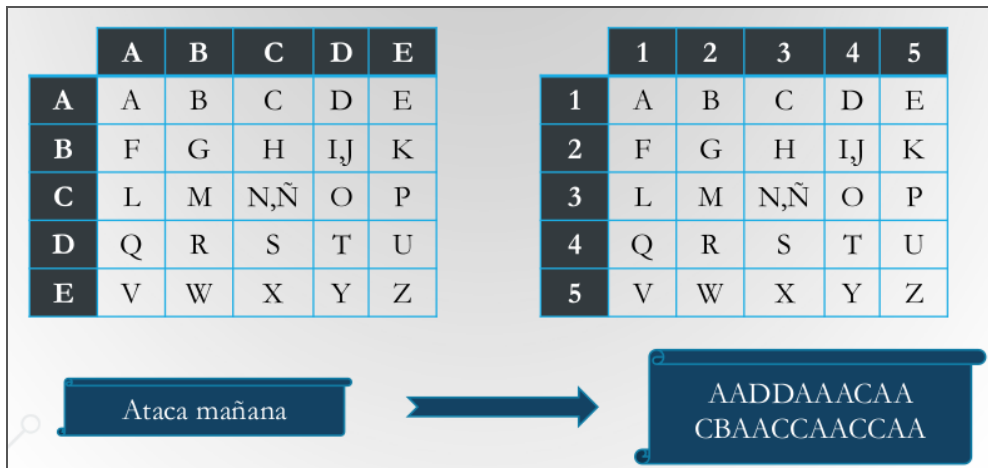 A B C D E 1 2 3 4 5
A A B C D E 1 A B C D E
B F G H I,J K 2 F G H I,J K
C L M N,Ñ O P 3 L M N,Ñ O P
D Q R S T U 4 Q R S T U
E V W X Y Z 5 V W X Y Z
Ataca mañana
AADDAAACAA
CBAACCAACCAA